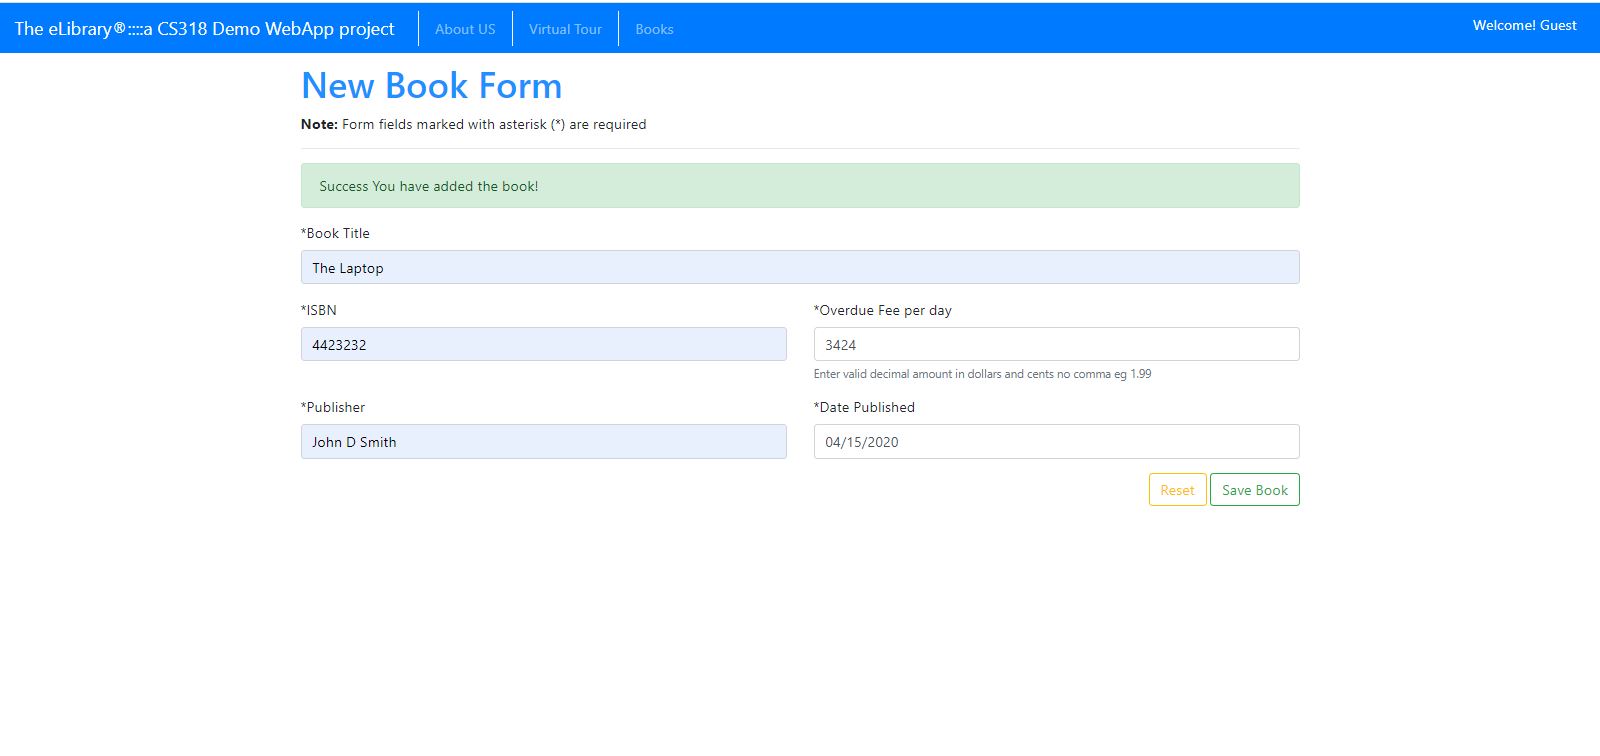 The eLibrary®::::a CS318 Demo WebApp project
About US
Virtual Tour
Books
Welcome! Guest
New Book Form
Note: Form fields marked with asterisk (*) are required
Success You have added the book!
*Book Title
The Laptop
*ISBN
*Overdue Fee per day
4423232
3424
Enter valid decimal amount in dollars and cents no comma eg 1.99
*Publisher
*Date Published
John D Smith
04/15/2020
Reset
Save Book